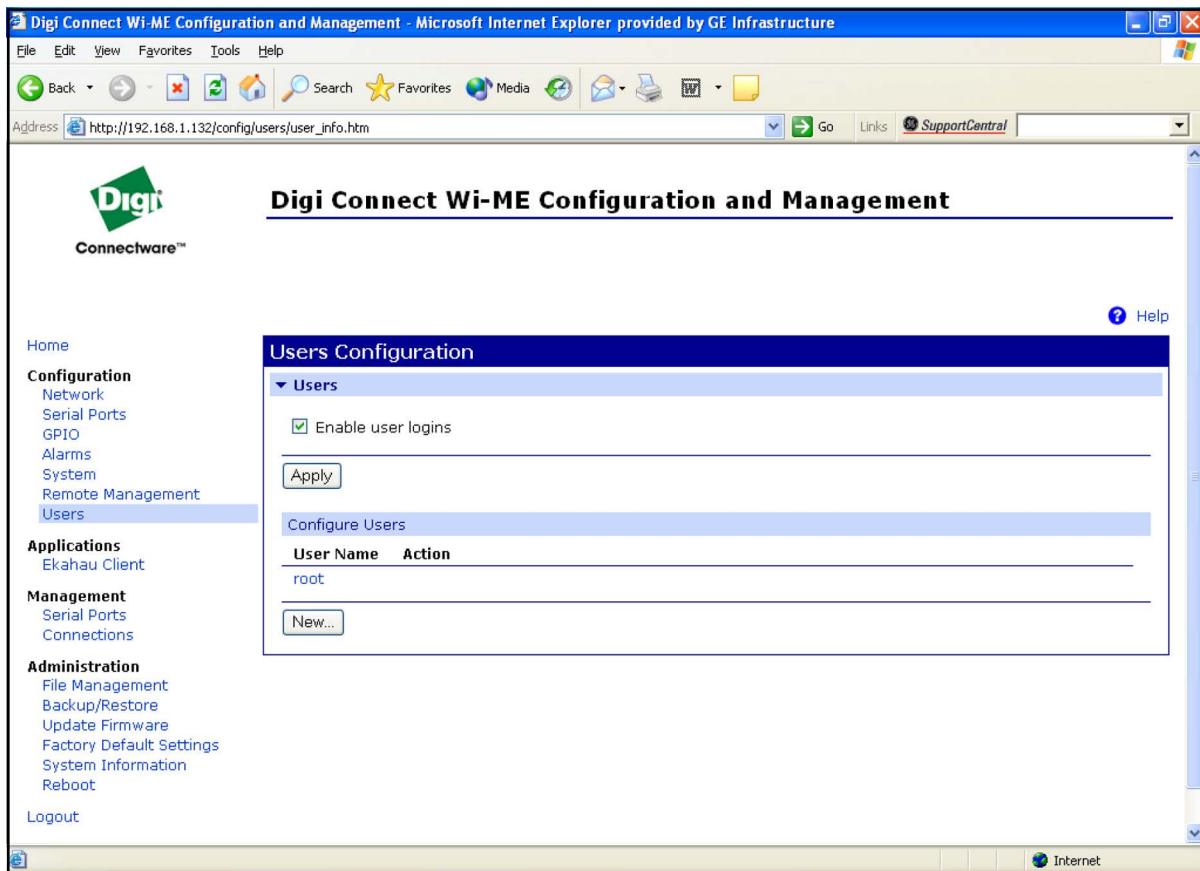 Digi Connect Wi-ME Configuration and Management - Microsoft Internet Explorer provided by GE Infrastructure
File Edit View Favorites Tools Help
Back Search Favorites Media
Address http://192.168.1.132/config/users/user_info.htm Go Links SupportCentral
Digi
Connectware™
Digi Connect Wi-ME Configuration and Management
Help
Home
Configuration
Network
Serial Ports
GPIO
Alarms
System
Remote Management
Users
Applications
Ekahau Client
Management
Serial Ports
Connections
Administration
File Management
Backup/Restore
Update Firmware
Factory Default Settings
System Information
Reboot
Logout
Users Configuration
Users
Enable user logins
Apply
Configure Users
User Name Action
root
New...
Internet